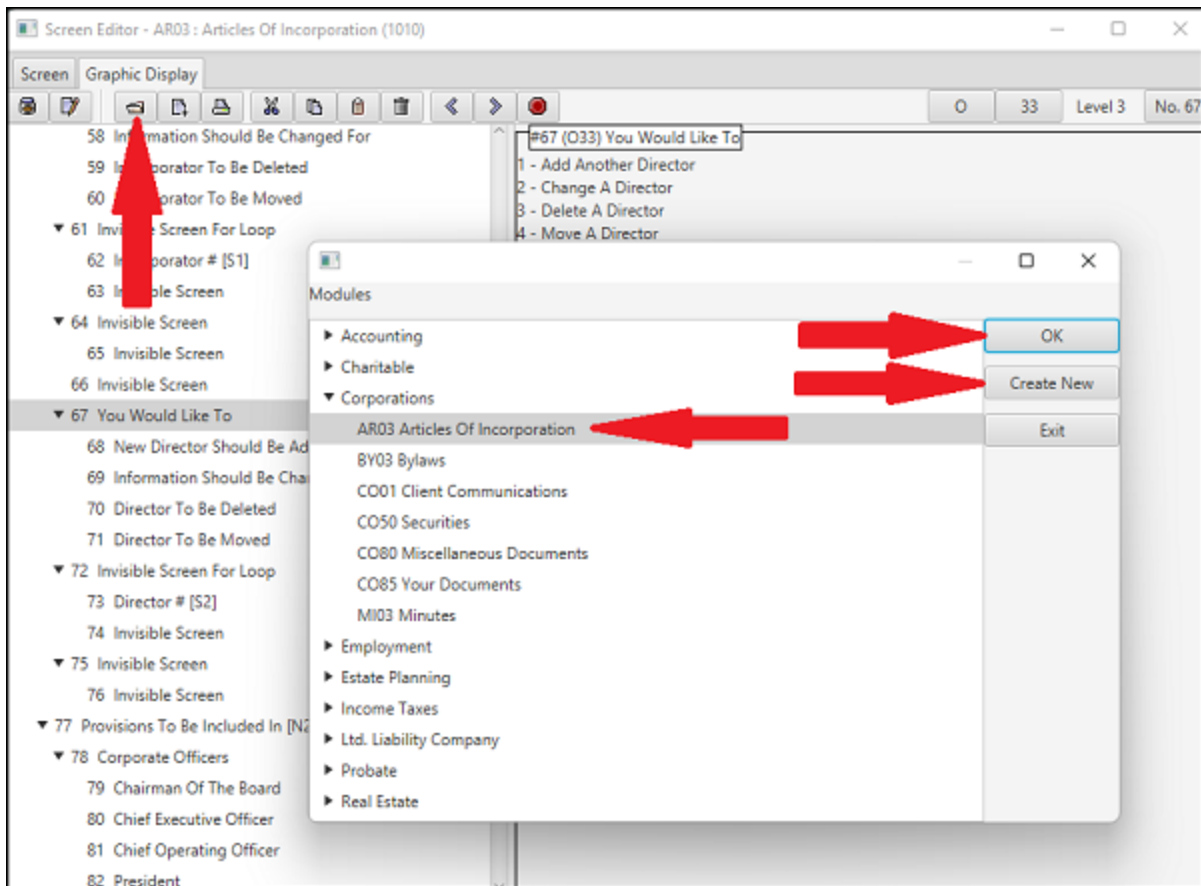 Screen Editor - AR03 : Articles Of Incorporation (1010)
Screen Graphic Display
O 33 Level 3 No. 67
58 Information Should Be Changed For
59 Incorporator To Be Deleted
60 Incorporator To Be Moved
61 Invisible Screen For Loop
62 Incorporator # [S1]
63 Invisible Screen
64 Invisible Screen
65 Invisible Screen
66 Invisible Screen
67 You Would Like To
68 New Director Should Be Ad
69 Information Should Be Cha
70 Director To Be Deleted
71 Director To Be Moved
72 Invisible Screen For Loop
73 Director # [S2]
74 Invisible Screen
75 Invisible Screen
76 Invisible Screen
77 Provisions To Be Included In [N2
78 Corporate Officers
79 Chairman Of The Board
80 Chief Executive Officer
81 Chief Operating Officer
82 President
#67 (O33) You Would Like To
1 - Add Another Director
2 - Change A Director
3 - Delete A Director
4 - Move A Director
Modules
Accounting
Charitable
Corporations
AR03 Articles Of Incorporation
BY03 Bylaws
CO01 Client Communications
CO50 Securities
CO80 Miscellaneous Documents
CO85 Your Documents
MI03 Minutes
Employment
Estate Planning
Income Taxes
Ltd. Liability Company
Probate
Real Estate
OK
Create New
Exit